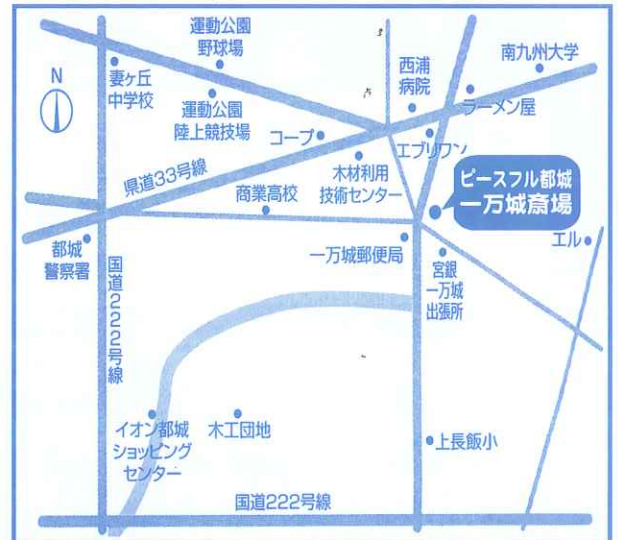 運動公園
野球場
南九州大学
西浦
病院
N
妻ヶ丘
中学校
ラーメン屋
運動公園
陸上競技場
コープ
エブリワン
木材利用
技術センター
県道33号線
ピースフル都城
一万城斎場
商業高校
都城
警察署
一万城郵便局
エル
宮銀
一万城
出張所
国道222号線
イオン都城
ショッピング
センター
木工団地
上長飯小
国道222号線